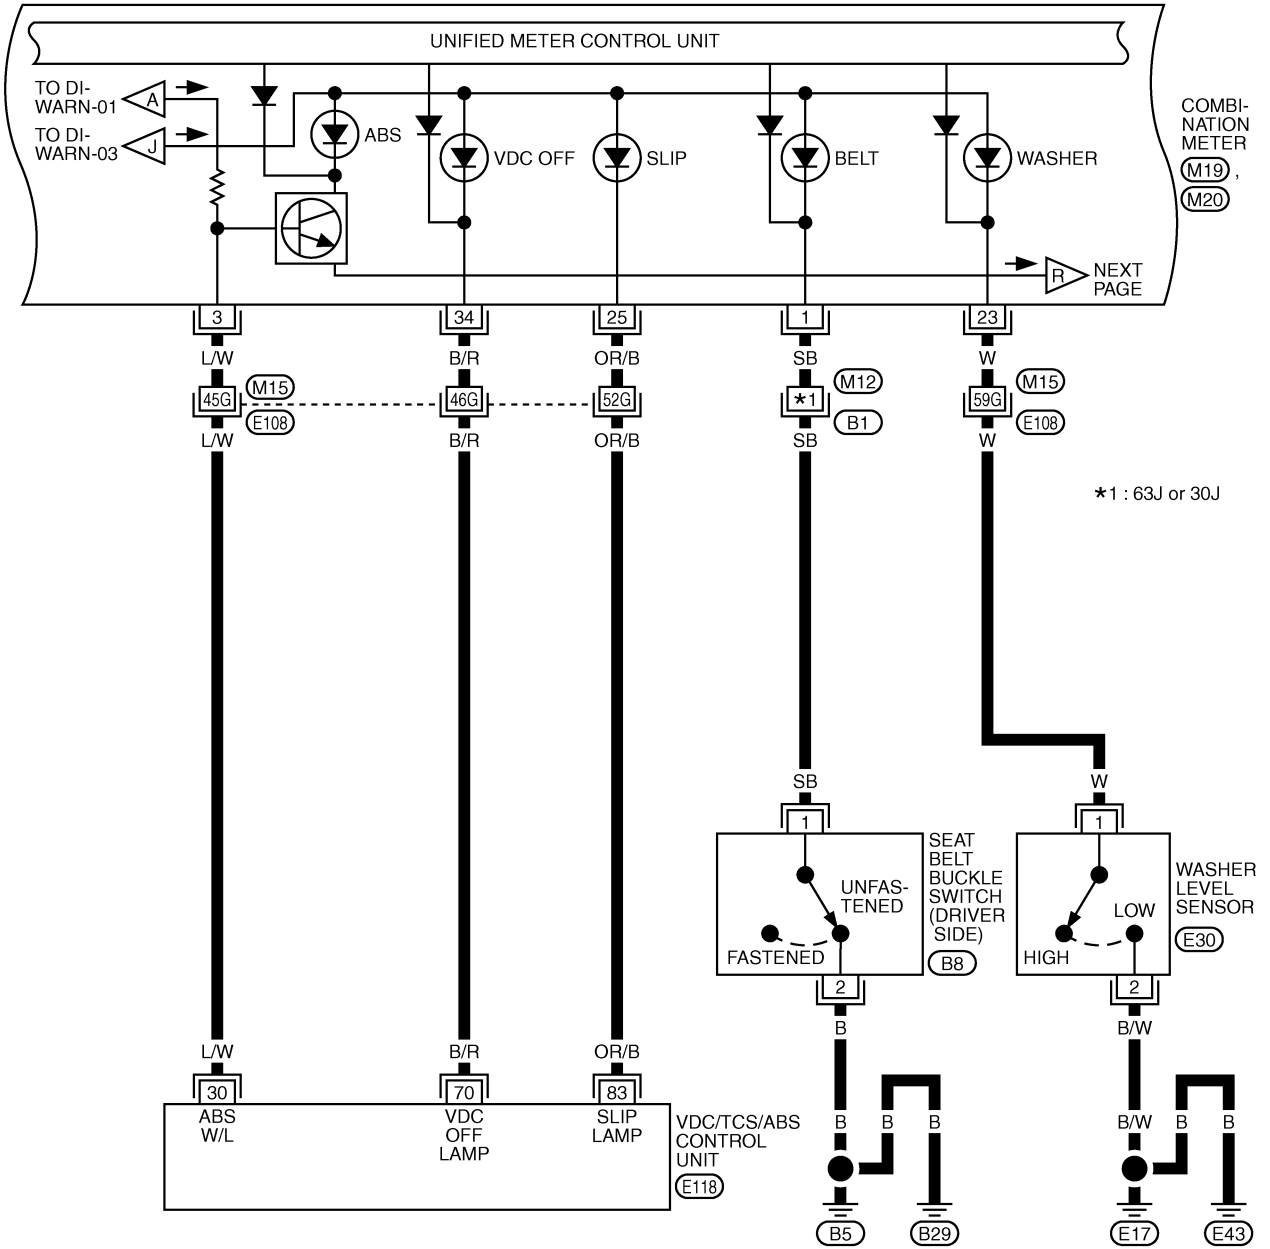 UNIFIED METER CONTROL UNIT
TO DI-
WARN-01
A
TO DI-
WARN-03
J
ABS
VDC OFF
SLIP
BELT
WASHER
COMBI-
NATION
METER
M19 ,
M20
R
NEXT
PAGE
3
34
25
1
23
L/W
B/R
OR/B
SB
W
45G
M15
E108
46G
52G
*1
M12
B1
59G
M15
E108
L/W
B/R
OR/B
SB
W
*1 : 63J or 30J
SB
W
1
1
UNFAS-
TENED
FASTENED
SEAT
BELT
BUCKLE
SWITCH
(DRIVER
SIDE)
B8
LOW
HIGH
WASHER
LEVEL
SENSOR
E30
2
2
B
B/W
L/W
B/R
OR/B
30
70
83
ABS
W/L
VDC
OFF
LAMP
SLIP
LAMP
VDC/TCS/ABS
CONTROL
UNIT
E118
B
B
B
B/W
B
B
B5
B29
E17
E43